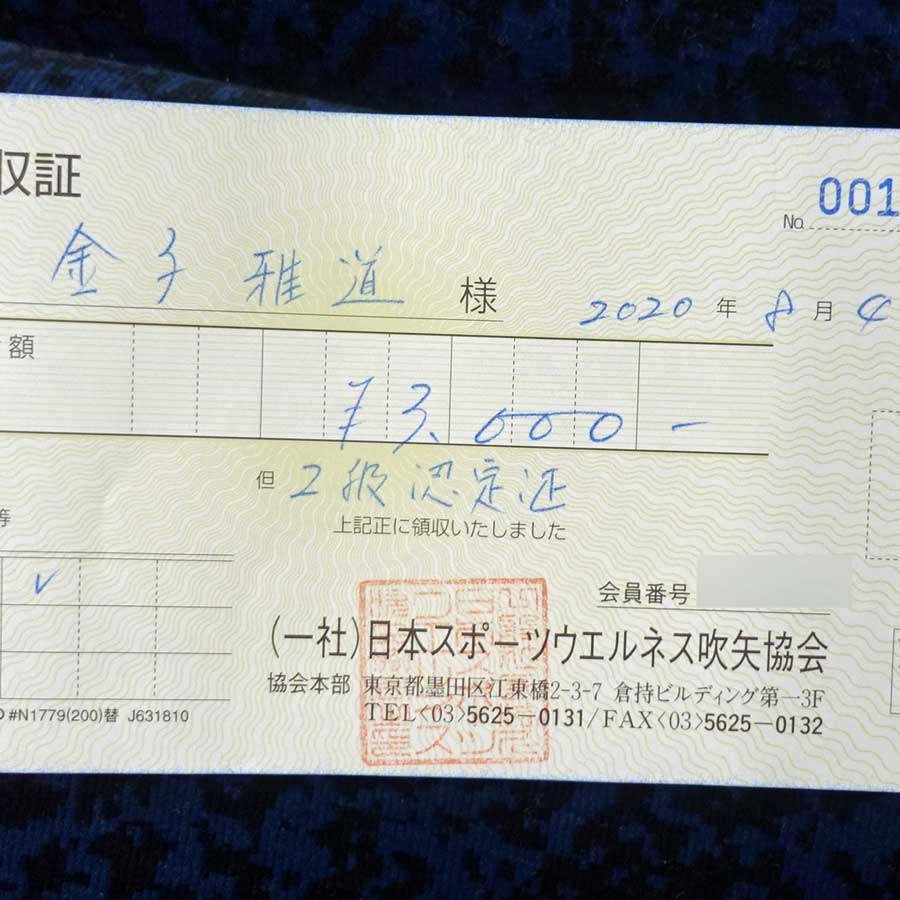 収証
No. 001
金子雅道 様
2020年8月4
額
¥3,000-
但 2級認定証
等
上記正に領収いたしました
会員番号
(一社)日本スポーツウエルネス吹矢協会
協会本部 東京都墨田区江東橋2-3-7 倉持ビルディング第一3F
TEL<03>5625-0131/FAX<03>5625-0132
#N1779(200)替 J631810